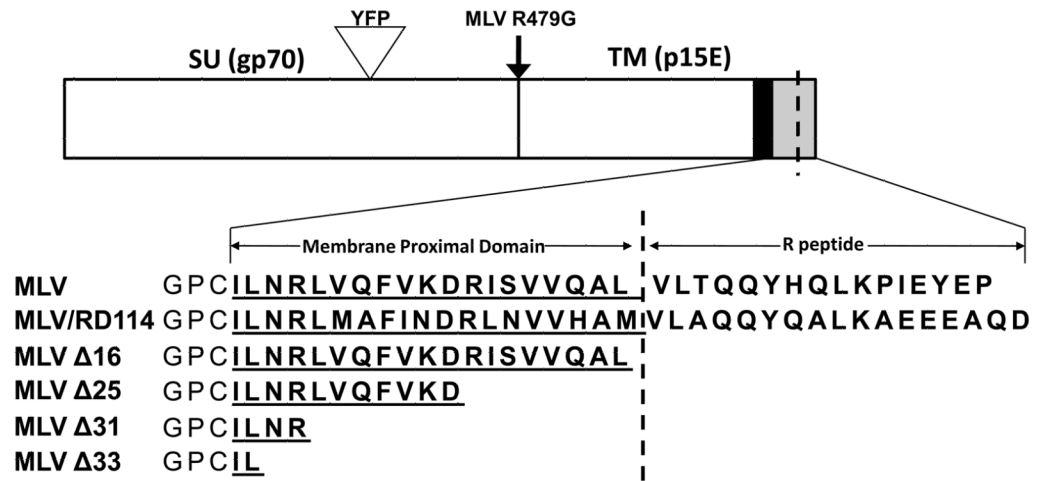 YFP
MLV R479G
SU (gp70)
TM (p15E)
Membrane Proximal Domain
R peptide
MLV GPCILNRLVQFVKDRISVVQAL VLTQQYHQLKPIEYEP
MLV/RD114 GPCILNRLMAFINDRLNVVHAMVLAQQYQALKAEEEAQD
MLV Δ16 GPCILNRLVQFVKDRISVVQAL
MLV Δ25 GPCILNRLVQFVKD
MLV Δ31 GPCILNR
MLV Δ33 GPCIL